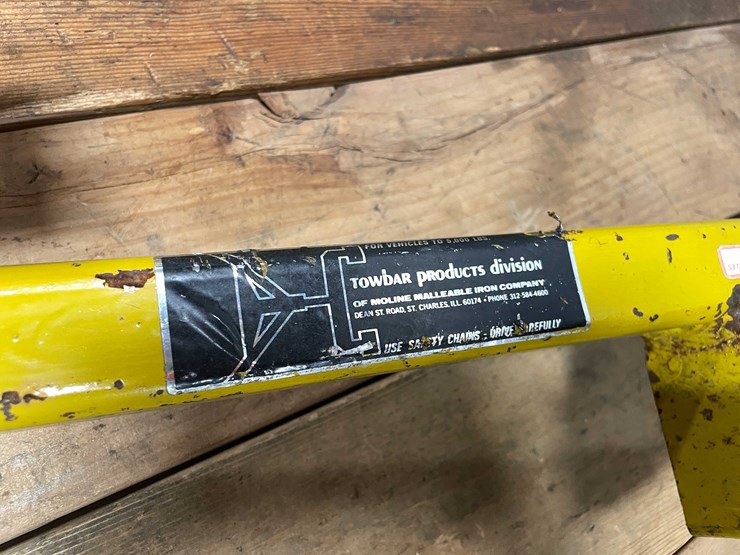 FOR VEHICLES TO 5,000 LBS.
TOWBAR PRODUCTS DIVISION
OF MOLINE MALLEABLE IRON COMPANY
DEAN ST. ROAD, ST. CHARLES, ILL. 60174 • PHONE 312-584-4600
USE SAFETY CHAINS - DRIVE CAREFULLY